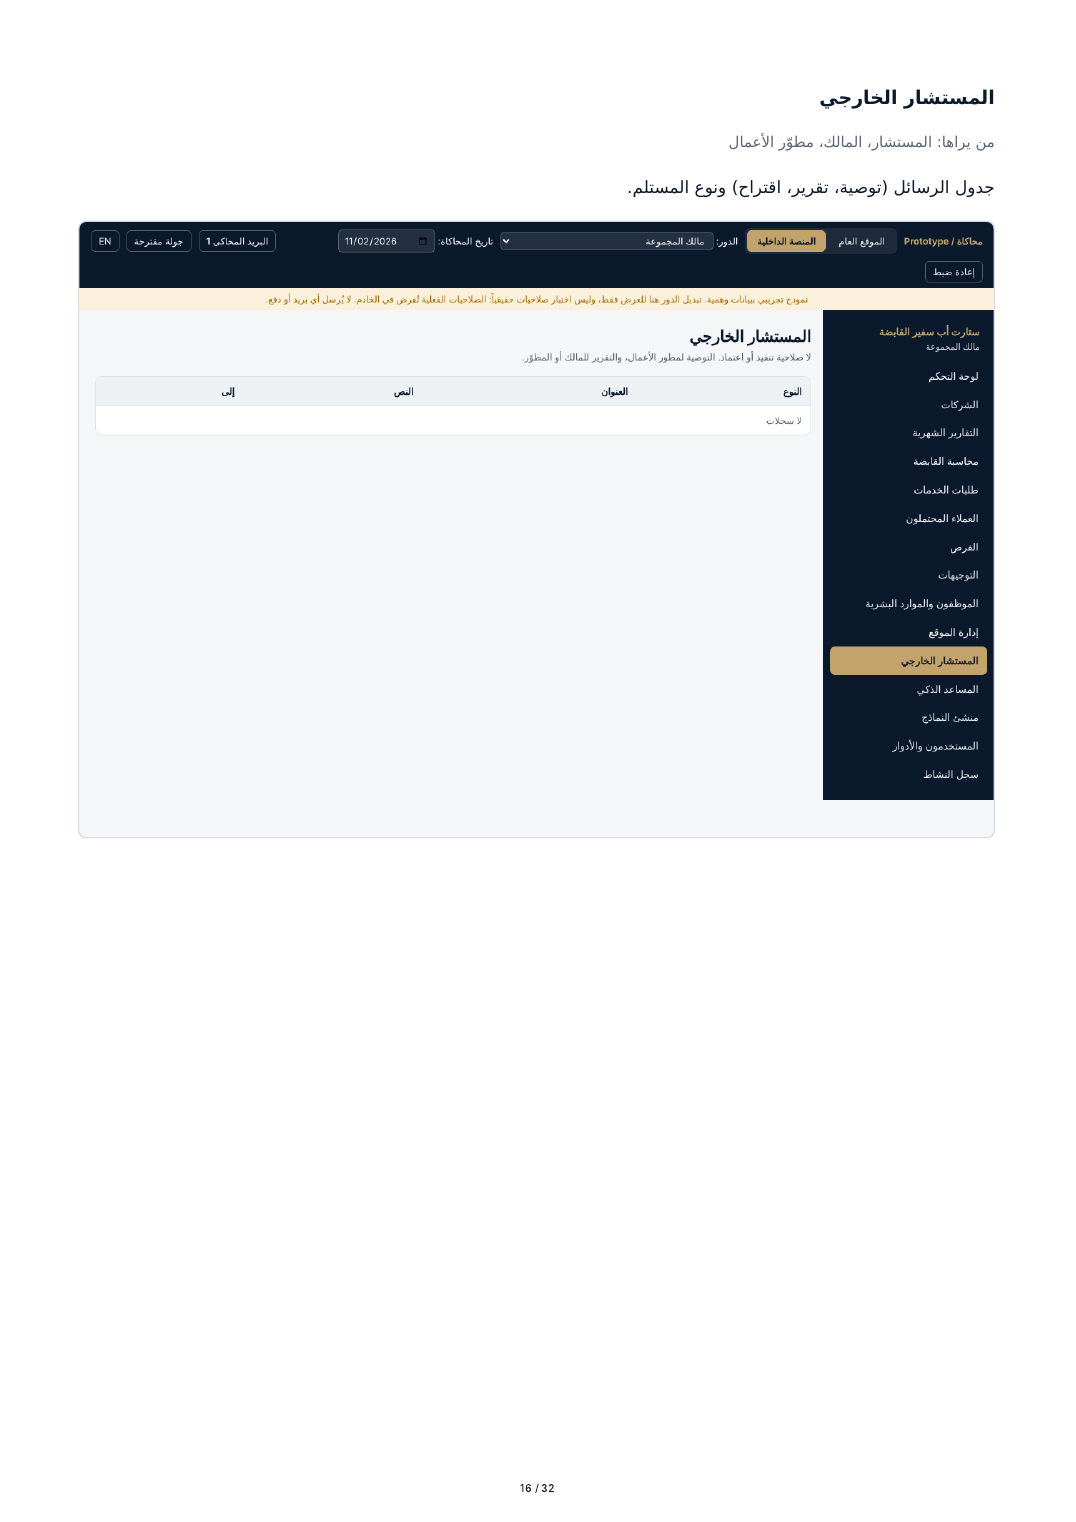 المستشار الخارجي
من يراها: المستشار، المالك، مطوّر الأعمال
جدول الرسائل (توصية، تقرير، اقتراح) ونوع المستلم.
محاكاة / Prototype
الموقع العام
المنصة الداخلية
الدور:
مالك المجموعة
تاريخ المحاكاة:
11/02/2026
البريد المحاكى 1
جولة مقترحة
EN
إعادة ضبط
نموذج تجريبي ببيانات وهمية. تبديل الدور هنا للعرض فقط، وليس اختبار صلاحيات حقيقياً: الصلاحيات الفعلية تُفرض في الخادم. لا يُرسل أي بريد أو دفع.
ستارت أب سفير القابضة
مالك المجموعة
لوحة التحكم
الشركات
التقارير الشهرية
محاسبة القابضة
طلبات الخدمات
العملاء المحتملون
الفرص
التوجيهات
الموظفون والموارد البشرية
إدارة الموقع
المستشار الخارجي
المساعد الذكي
منشئ النماذج
المستخدمون والأدوار
سجل النشاط
المستشار الخارجي
لا صلاحية تنفيذ أو اعتماد. التوصية لمطور الأعمال، والتقرير للمالك أو المطوّر.
النوع العنوان النص إلى
لا سجلات
16 / 32